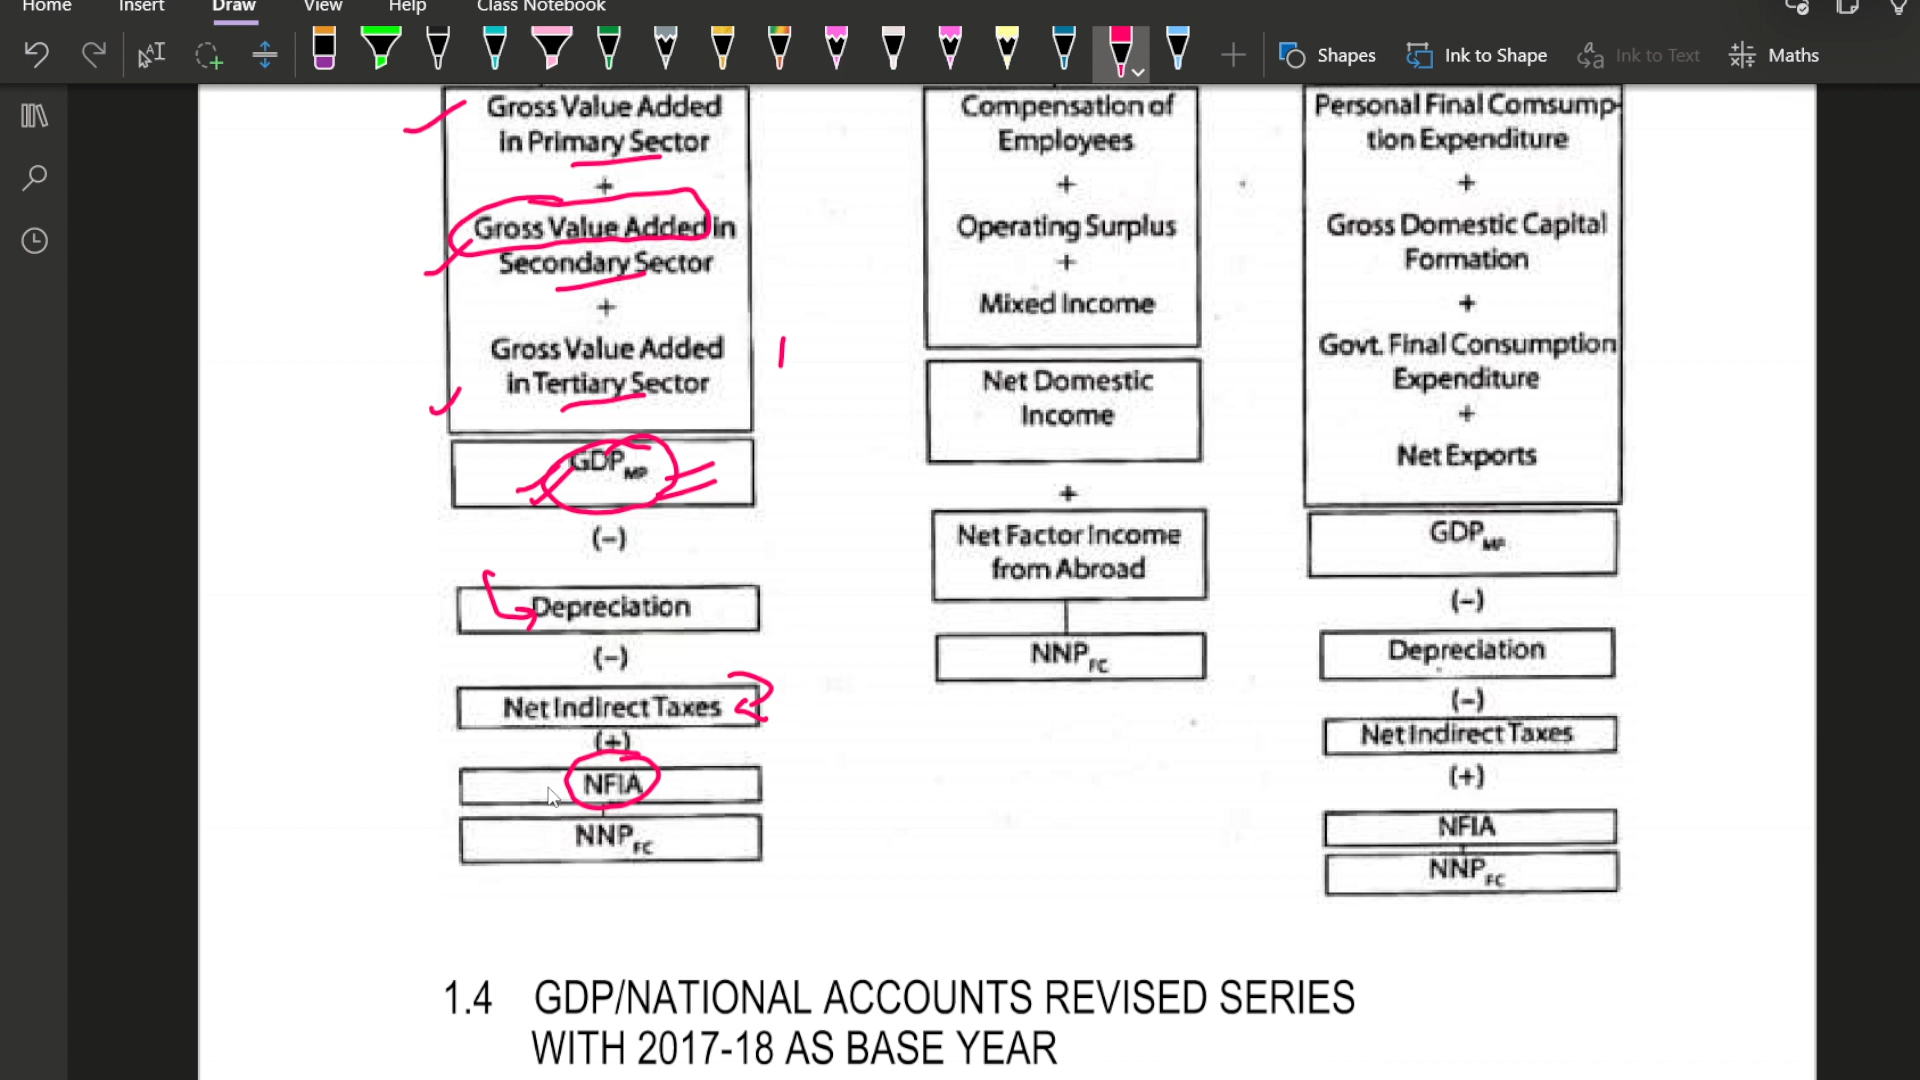 Home Insert Draw View Help Class Notebook
Shapes Ink to Shape Ink to Text Maths
Gross Value Added
in Primary Sector
+
Gross Value Added in
Secondary Sector
+
Gross Value Added
in Tertiary Sector
GDPMP
(-)
Depreciation
(-)
Net Indirect Taxes
(+)
NFIA
NNPFC
Compensation of
Employees
+
Operating Surplus
+
Mixed Income
Net Domestic
Income
+
Net Factor Income
from Abroad
NNPFC
Personal Final Comsump-
tion Expenditure
+
Gross Domestic Capital
Formation
+
Govt. Final Consumption
Expenditure
+
Net Exports
GDPMP
(-)
Depreciation
(-)
Net Indirect Taxes
(+)
NFIA
NNPFC
1.4 GDP/NATIONAL ACCOUNTS REVISED SERIES
WITH 2017-18 AS BASE YEAR